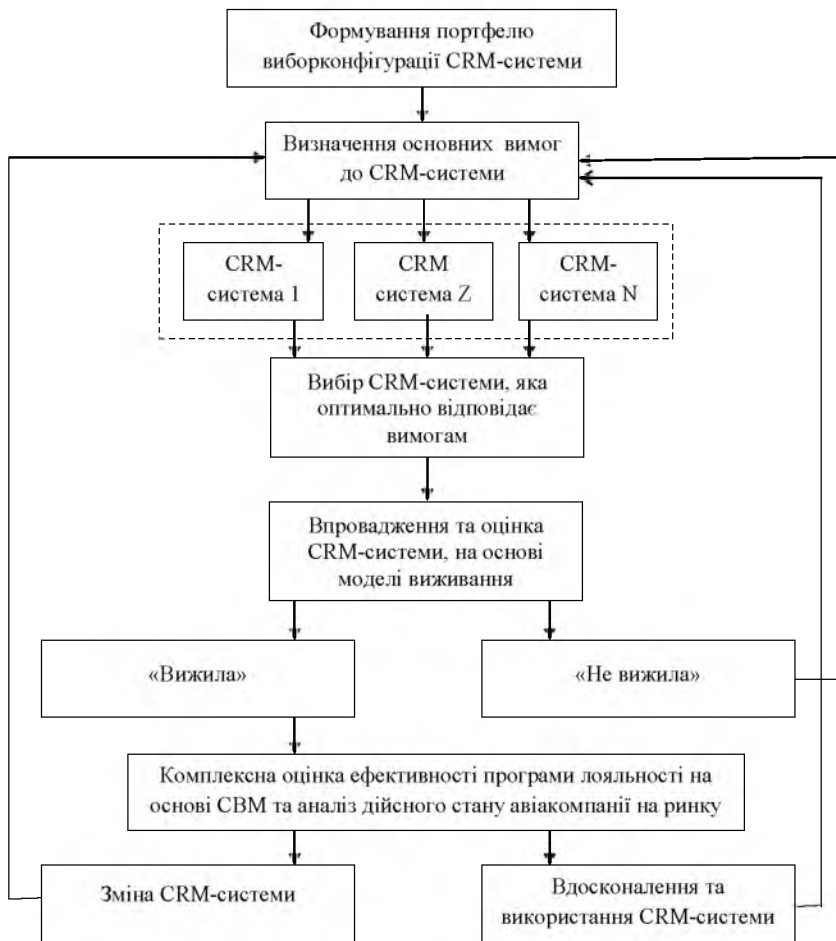 Формування портфелю
виборконфігурації CRM-системи
Визначення основних вимог
до CRM-системи
CRM-
система 1
CRM
система Z
CRM-
система N
Вибір CRM-системи, яка
оптимально відповідає
вимогам
Впровадження та оцінка
CRM-системи, на основі
моделі виживання
«Вижила»
«Не вижила»
Комплексна оцінка ефективності програми лояльності на
основі СВМ та аналіз дійсного стану авіакомпанії на ринку
Зміна CRM-системи
Вдосконалення та
використання CRM-системи